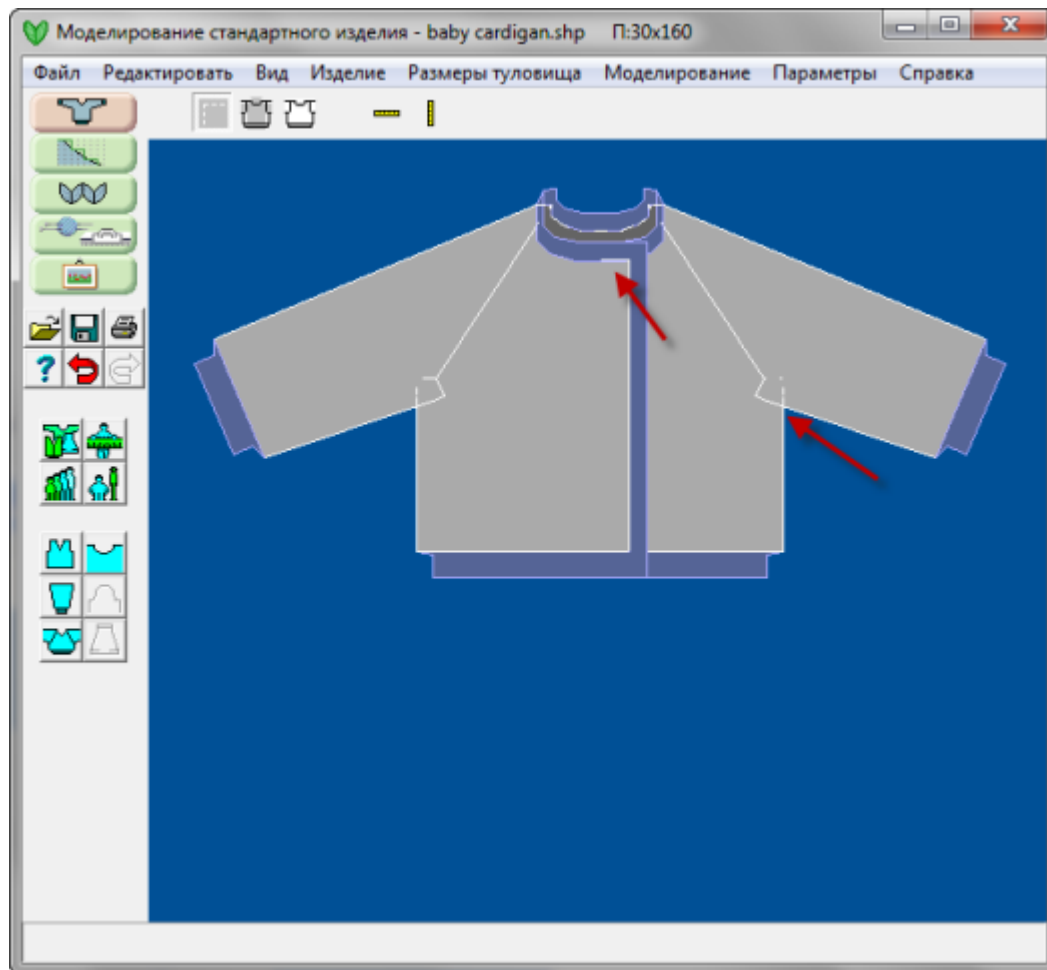 Моделирование стандартного изделия - baby cardigan.shp П:30x160
Файл Редактировать Вид Изделие Размеры туловища Моделирование Параметры Справка